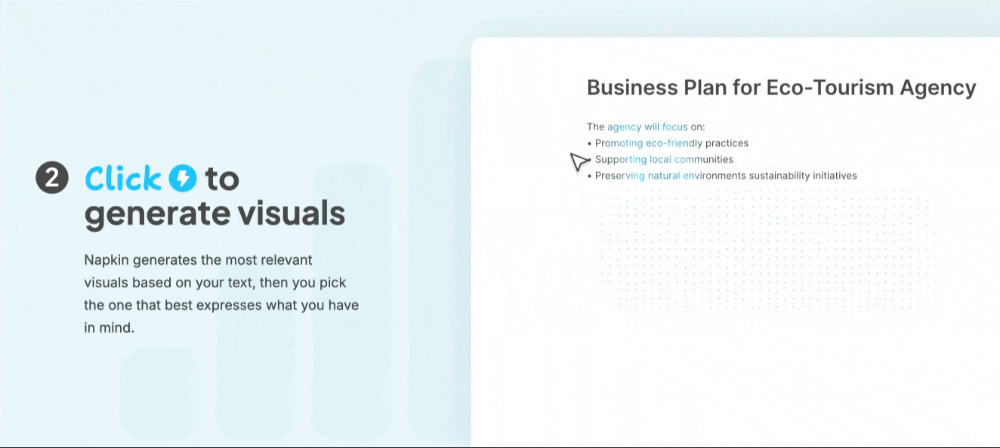 2
Click to
generate visuals
Napkin generates the most relevant
visuals based on your text, then you pick
the one that best expresses what you have
in mind.
Business Plan for Eco-Tourism Agency
The agency will focus on:
• Promoting eco-friendly practices
• Supporting local communities
• Preserving natural environments sustainability initiatives